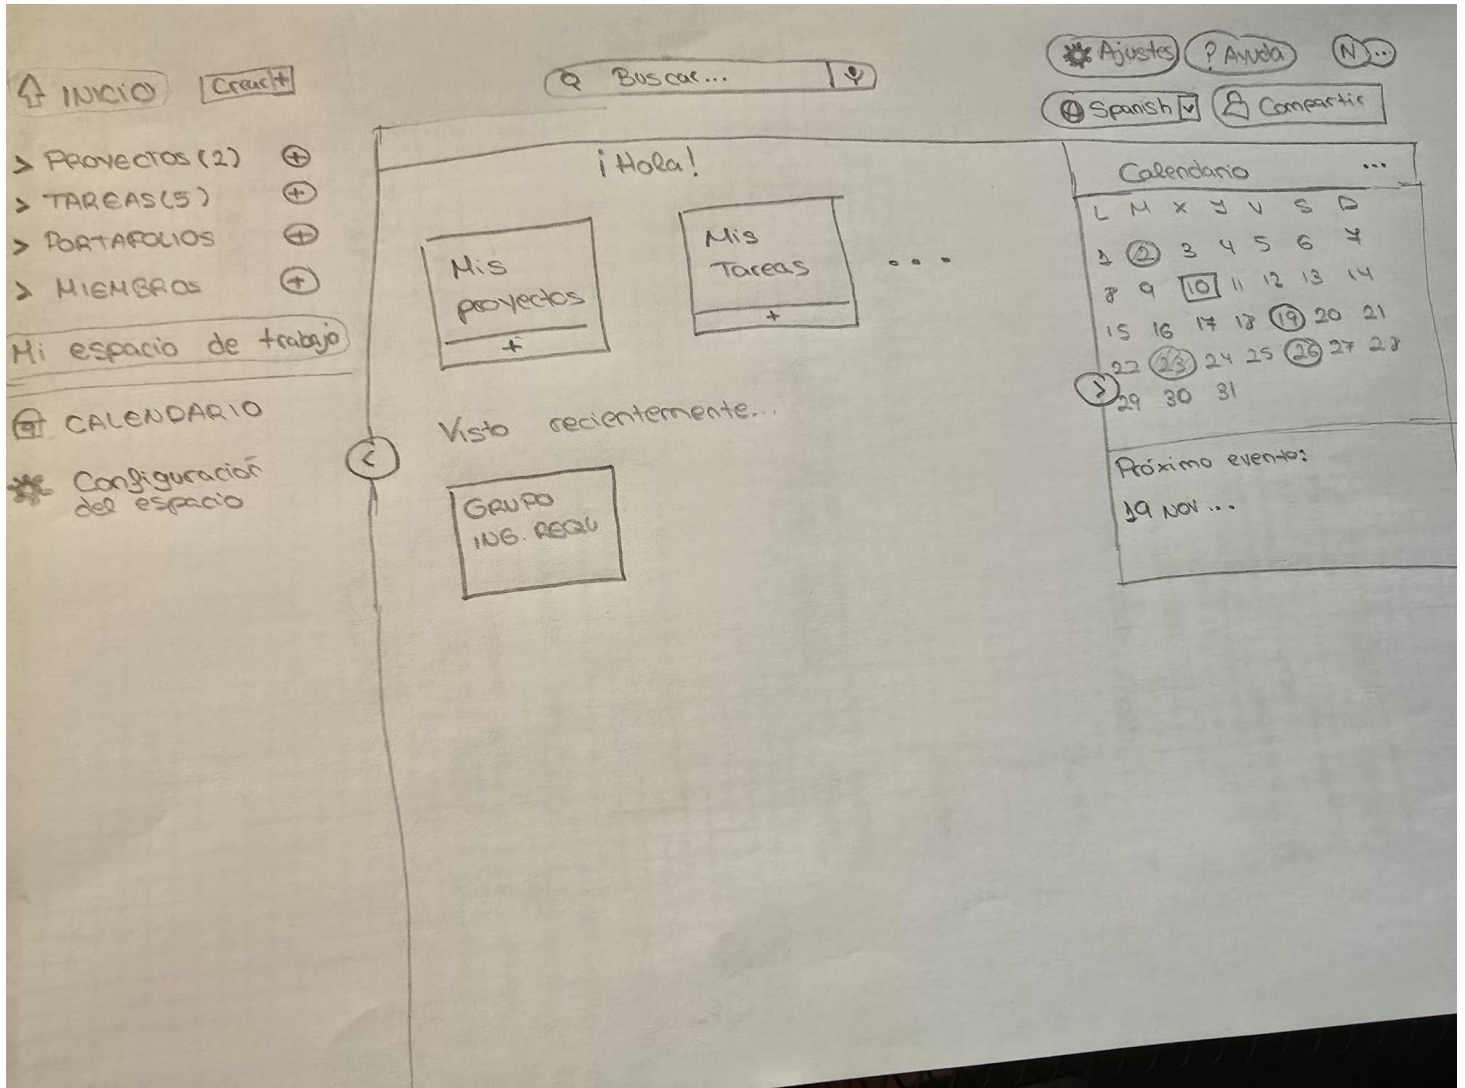 INICIO
Crear +
Buscar...
Ajustes
? Ayuda
N ...
Spanish
Compartir
> PROYECTOS (2) +
> TAREAS (5) +
> PORTAFOLIOS +
> MIEMBROS +
Mi espacio de trabajo
CALENDARIO
Configuración
del espacio
<
¡Hola!
Mis
proyectos
+
Mis
Tareas
+
...
Visto recientemente...
GRUPO
ING. REQU
Calendario ...
L M X J V S D
1 2 3 4 5 6 7
8 9 10 11 12 13 14
15 16 17 18 19 20 21
22 23 24 25 26 27 28
> 29 30 31
Próximo evento:
19 NOV...